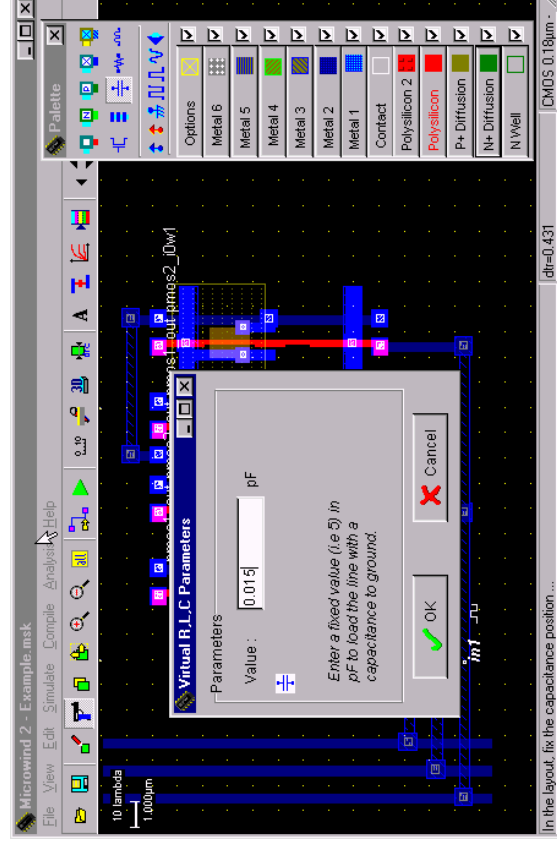 Microwind 2 - Example.msk
File View Edit Simulate Compile Analysis Help
10 lambda
1.000µm
pmos2_i0w1
Virtual R,L,C Parameters
Parameters
Value : 0.015 pF
Enter a fixed value (i.e 5) in
pF to load the line with a
capacitance to ground.
OK
Cancel
in1
Palette
Options
Metal 6
Metal 5
Metal 4
Metal 3
Metal 2
Metal 1
Contact
Polysilicon 2
Polysilicon
P+ Diffusion
N+ Diffusion
N Well
In the layout, fix the capacitance position ...
dtr=0.431
CMOS 0.18µm -